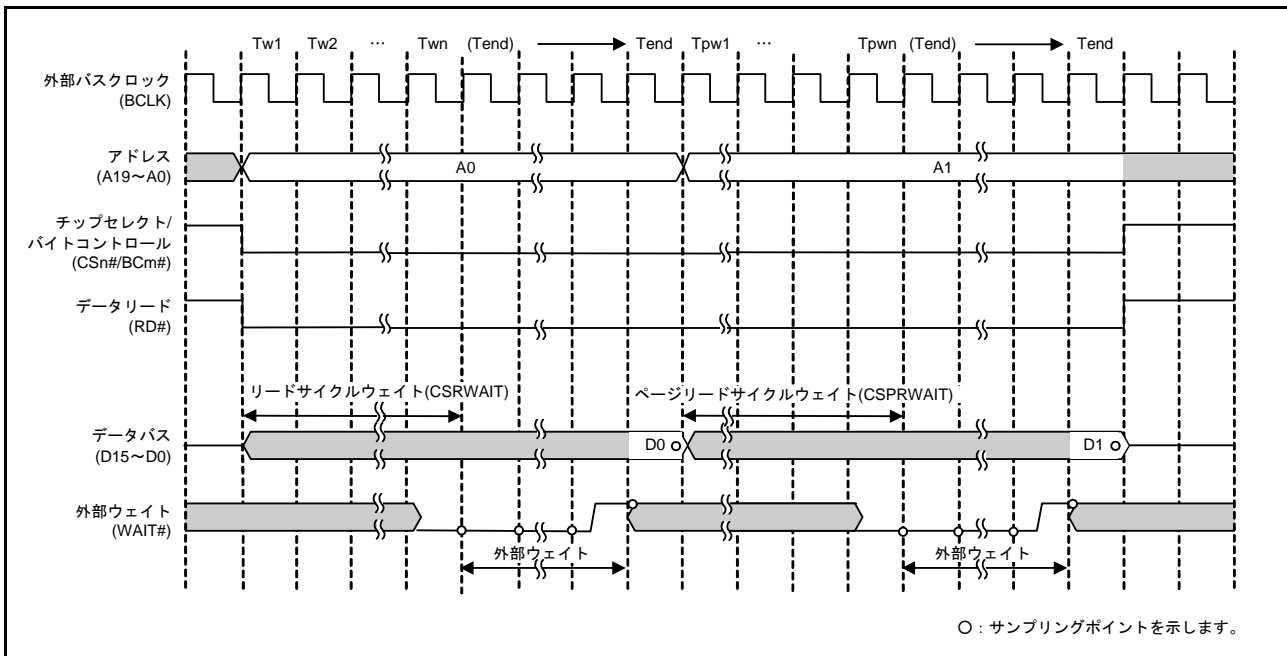 Tw1 Tw2 … Twn (Tend) Tend Tpw1 … Tpwn (Tend) Tend
外部バスクロック
(BCLK)
アドレス
(A19～A0)
A0 A1
チップセレクト/
バイトコントロール
(CSn#/BCm#)
データリード
(RD#)
リードサイクルウェイト(CSRWAIT) ページリードサイクルウェイト(CSPRWAIT)
データバス
(D15～D0)
D0 D1
外部ウェイト
(WAIT#)
外部ウェイト 外部ウェイト
○：サンプリングポイントを示します。